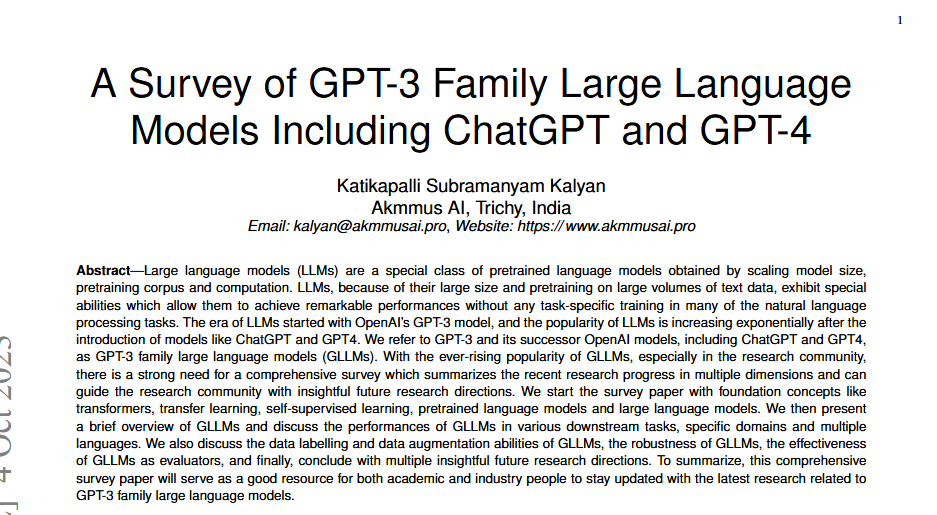 1
A Survey of GPT-3 Family Large Language
Models Including ChatGPT and GPT-4
Katikapalli Subramanyam Kalyan
Akmmus AI, Trichy, India
Email: kalyan@akmmusai.pro, Website: https://www.akmmusai.pro
Abstract—Large language models (LLMs) are a special class of pretrained language models obtained by scaling model size,
pretraining corpus and computation. LLMs, because of their large size and pretraining on large volumes of text data, exhibit special
abilities which allow them to achieve remarkable performances without any task-specific training in many of the natural language
processing tasks. The era of LLMs started with OpenAI's GPT-3 model, and the popularity of LLMs is increasing exponentially after the
introduction of models like ChatGPT and GPT4. We refer to GPT-3 and its successor OpenAI models, including ChatGPT and GPT4,
as GPT-3 family large language models (GLLMs). With the ever-rising popularity of GLLMs, especially in the research community,
there is a strong need for a comprehensive survey which summarizes the recent research progress in multiple dimensions and can
guide the research community with insightful future research directions. We start the survey paper with foundation concepts like
transformers, transfer learning, self-supervised learning, pretrained language models and large language models. We then present
a brief overview of GLLMs and discuss the performances of GLLMs in various downstream tasks, specific domains and multiple
languages. We also discuss the data labelling and data augmentation abilities of GLLMs, the robustness of GLLMs, the effectiveness
of GLLMs as evaluators, and finally, conclude with multiple insightful future research directions. To summarize, this comprehensive
survey paper will serve as a good resource for both academic and industry people to stay updated with the latest research related to
GPT-3 family large language models.
4 Oct 2023